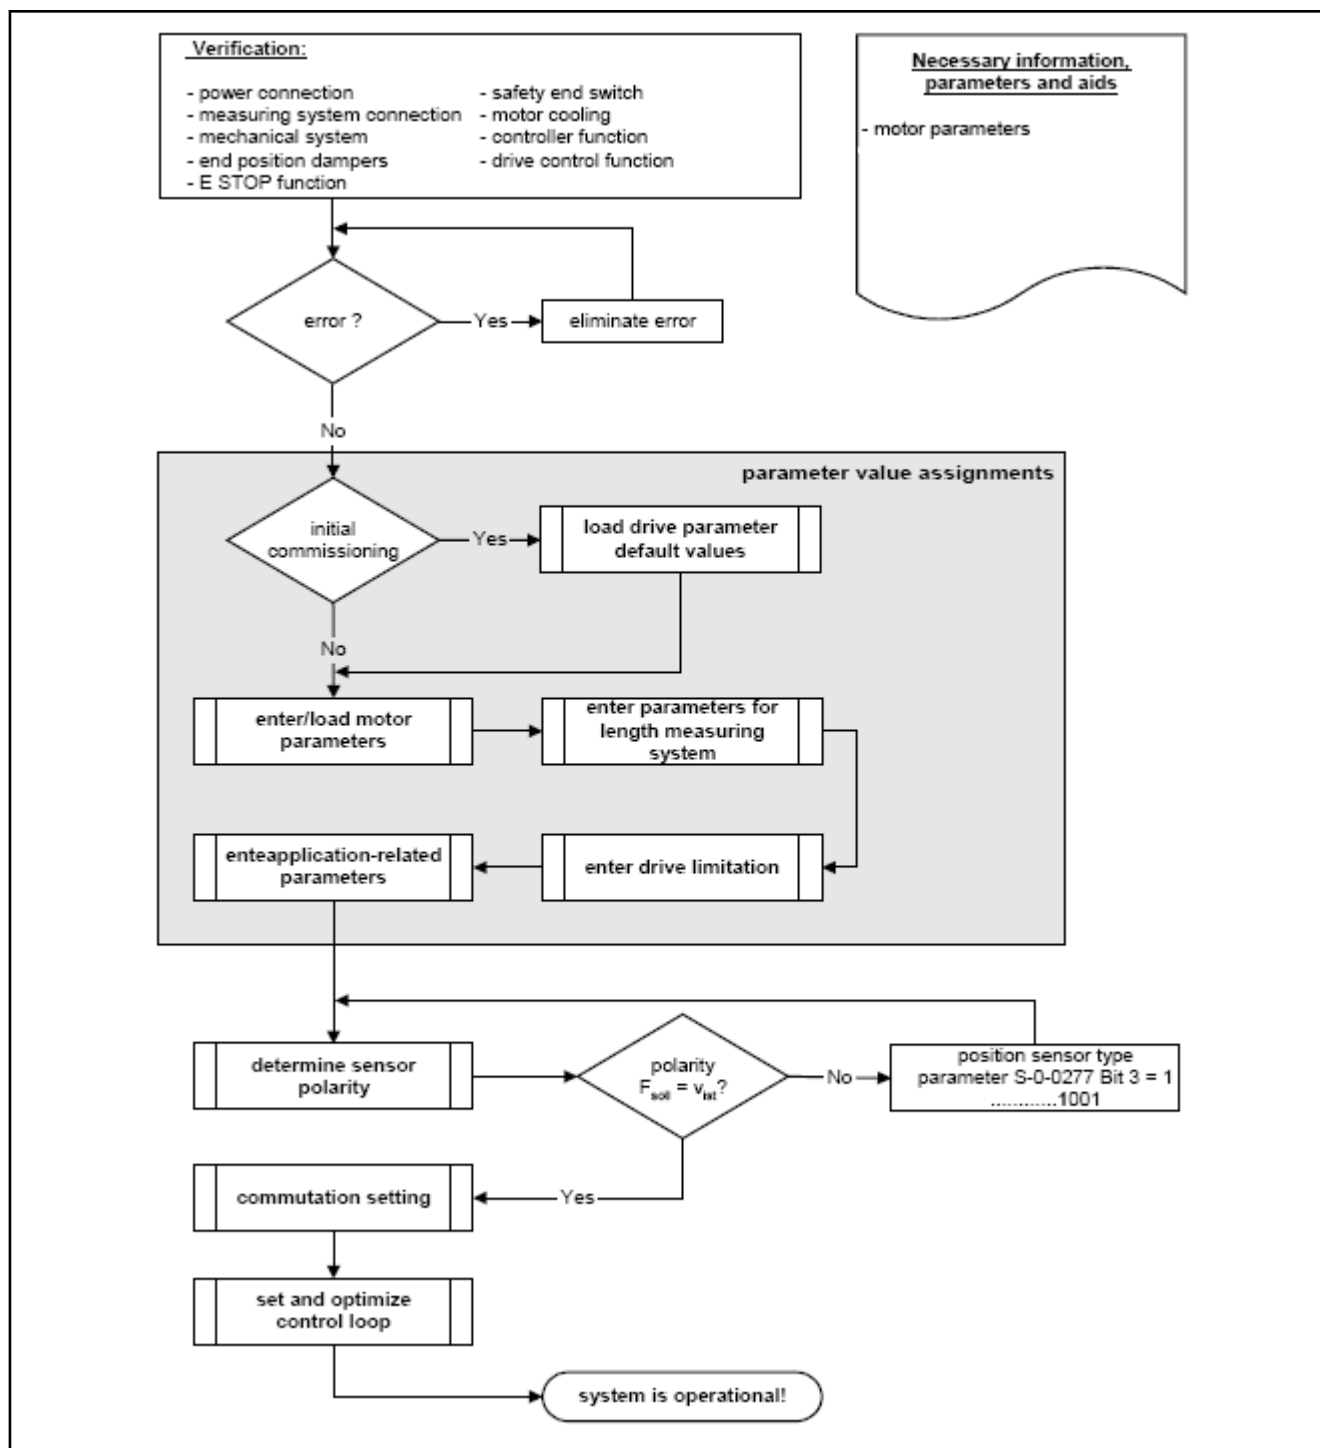 Verification:
- power connection
- safety end switch
- measuring system connection
- motor cooling
- mechanical system
- controller function
- end position dampers
- drive control function
- E STOP function
Necessary information,
parameters and aids
- motor parameters
error ?
Yes
eliminate error
No
parameter value assignments
initial
commissioning
Yes
load drive parameter
default values
No
enter/load motor
parameters
enter parameters for
length measuring
system
enteapplication-related
parameters
enter drive limitation
determine sensor
polarity
polarity
Fsoll = vist?
No
position sensor type
parameter S-0-0277 Bit 3 = 1
............1001
commutation setting
Yes
set and optimize
control loop
system is operational!